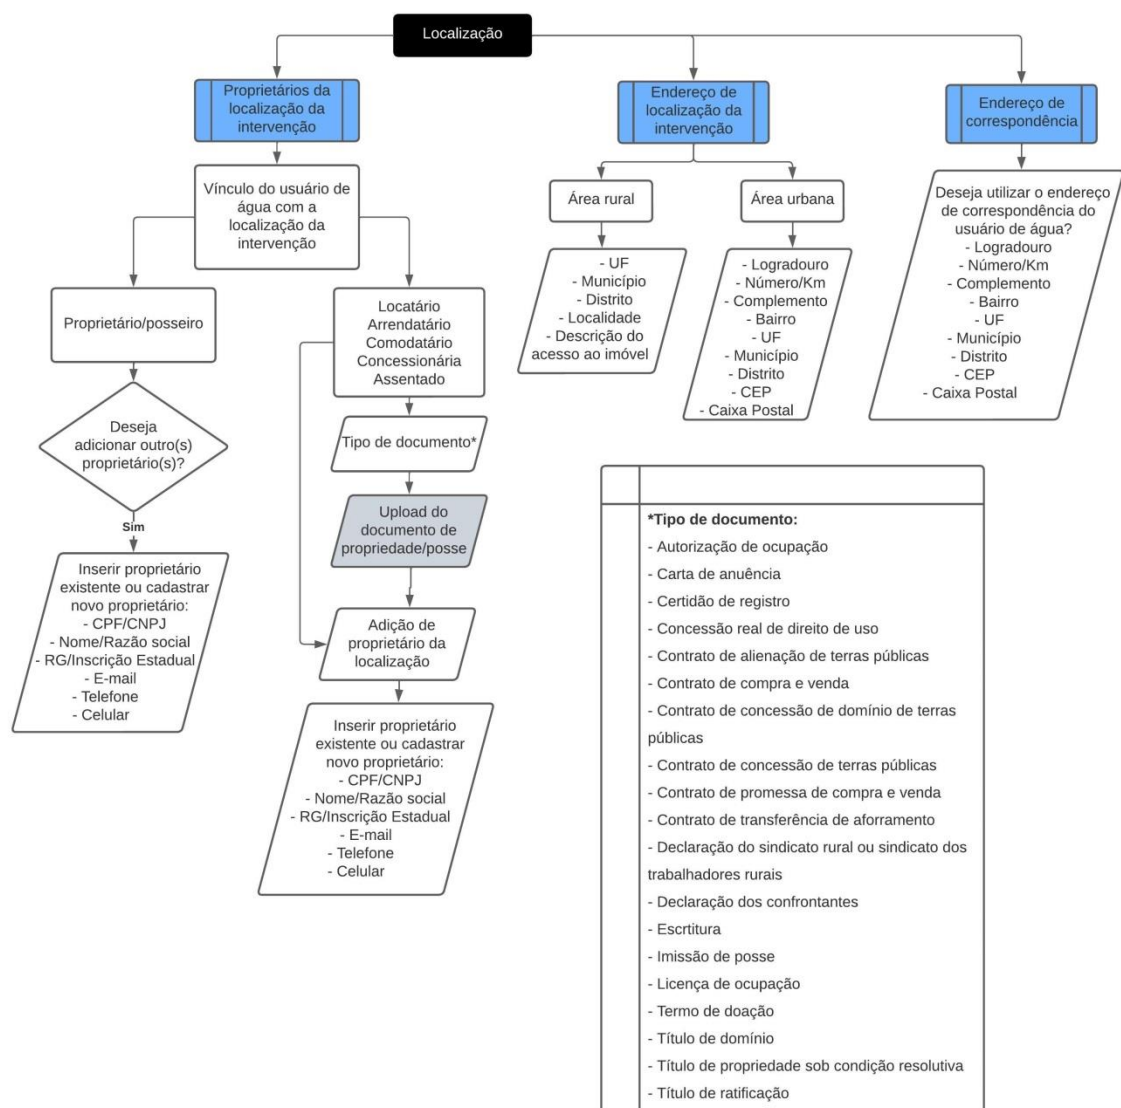 Localização
Proprietários da
localização da
intervenção
Vínculo do usuário de
água com a
localização da
intervenção
Proprietário/posseiro
Deseja
adicionar outro(s)
proprietário(s)?
Sim
Inserir proprietário
existente ou cadastrar
novo proprietário:
- CPF/CNPJ
- Nome/Razão social
- RG/Inscrição Estadual
- E-mail
- Telefone
- Celular
Locatário
Arrendatário
Comodatário
Concessionária
Assentado
Tipo de documento*
Upload do
documento de
propriedade/posse
Adição de
proprietário da
localização
Inserir proprietário
existente ou cadastrar
novo proprietário:
- CPF/CNPJ
- Nome/Razão social
- RG/Inscrição Estadual
- E-mail
- Telefone
- Celular
Endereço de
localização da
intervenção
Área rural
- UF
- Município
- Distrito
- Localidade
- Descrição do
acesso ao imóvel
Área urbana
- Logradouro
- Número/Km
- Complemento
- Bairro
- UF
- Município
- Distrito
- CEP
- Caixa Postal
Endereço de
correspondência
Deseja utilizar o endereço
de correspondência do
usuário de água?
- Logradouro
- Número/Km
- Complemento
- Bairro
- UF
- Município
- Distrito
- CEP
- Caixa Postal
*Tipo de documento:
- Autorização de ocupação
- Carta de anuência
- Certidão de registro
- Concessão real de direito de uso
- Contrato de alienação de terras públicas
- Contrato de compra e venda
- Contrato de concessão de domínio de terras
públicas
- Contrato de concessão de terras públicas
- Contrato de promessa de compra e venda
- Contrato de transferência de aforramento
- Declaração do sindicato rural ou sindicato dos
trabalhadores rurais
- Declaração dos confrontantes
- Escrtitura
- Imissão de posse
- Licença de ocupação
- Termo de doação
- Título de domínio
- Título de propriedade sob condição resolutiva
- Título de ratificação